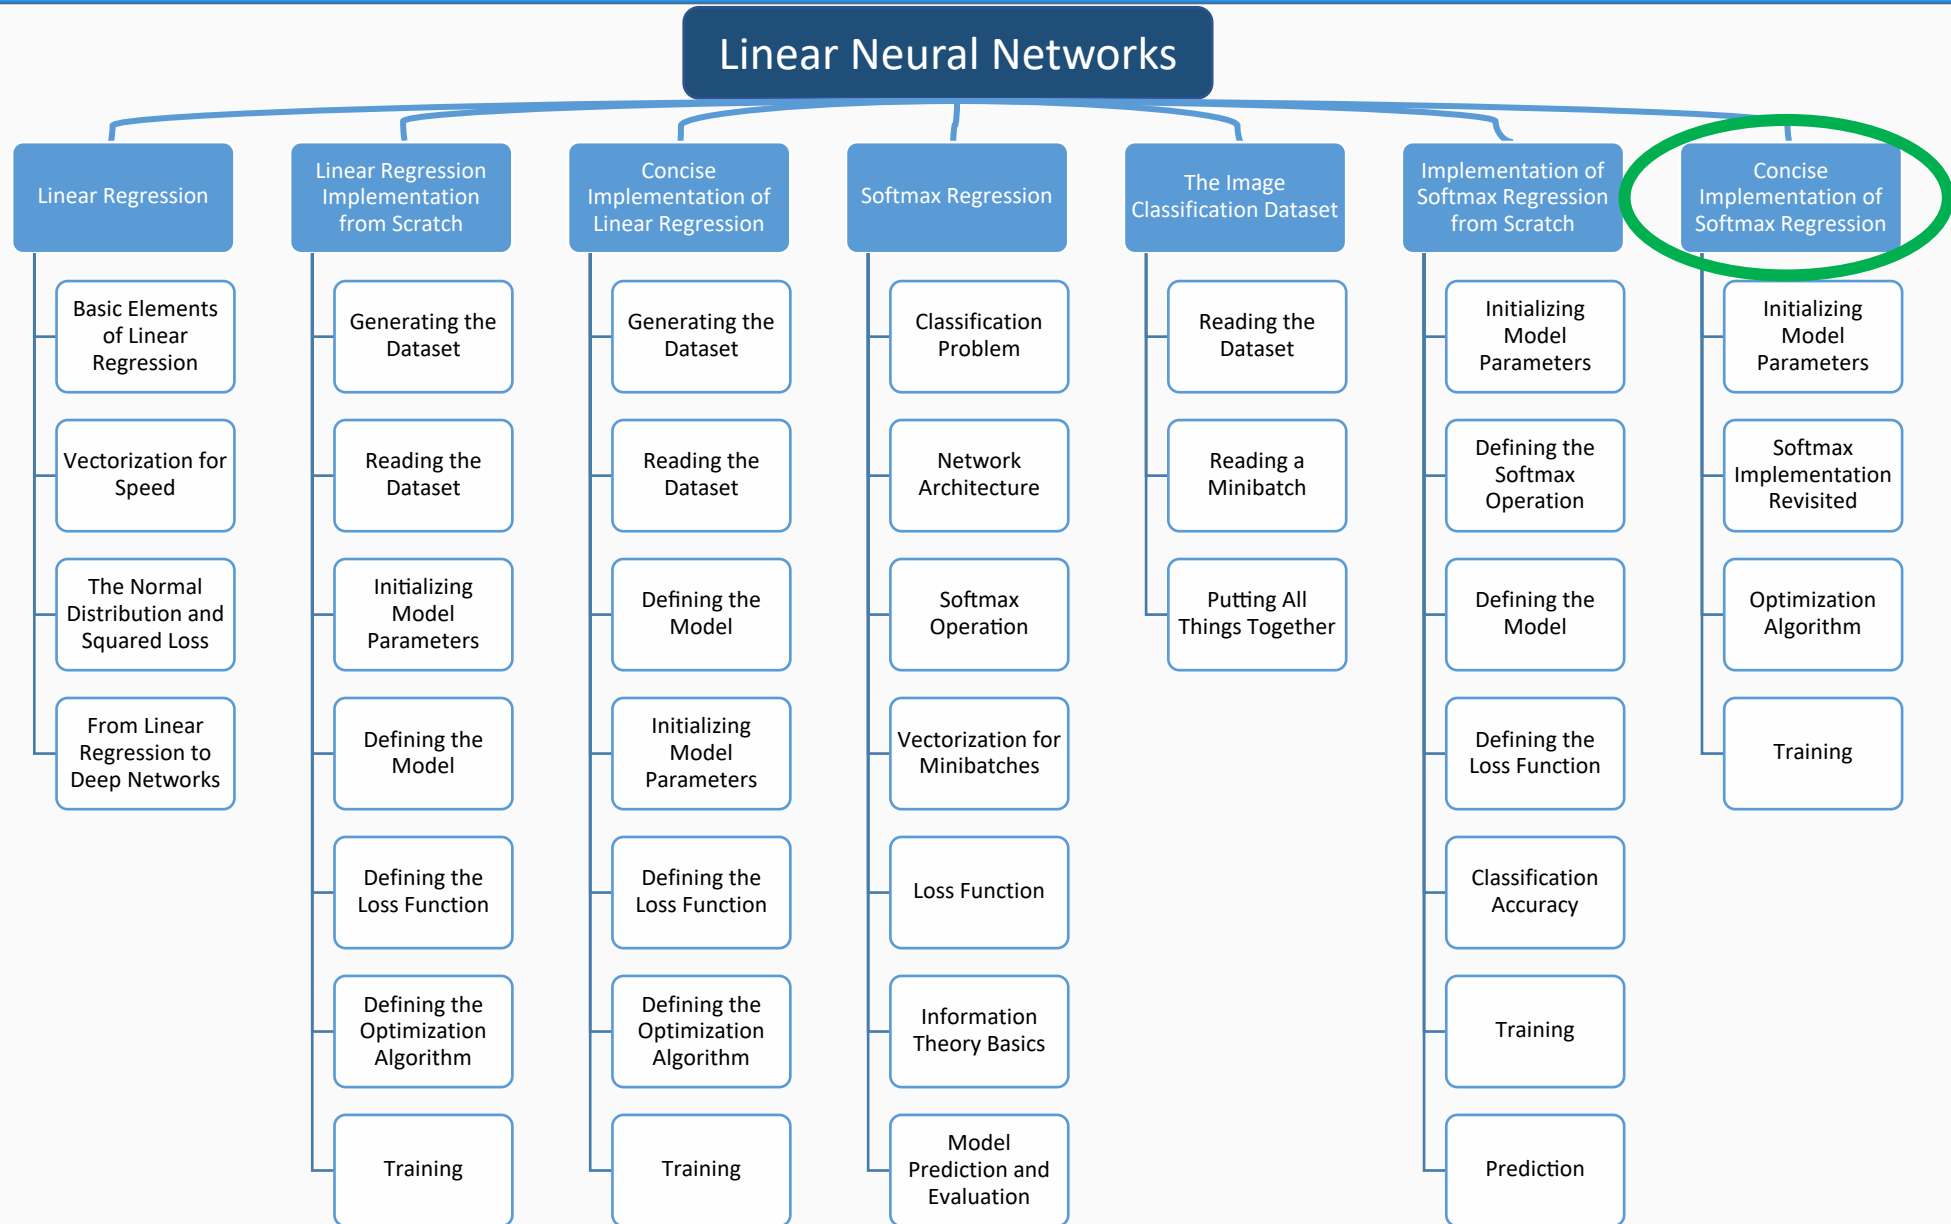 Linear Neural Networks
Linear Regression
Basic Elements
of Linear
Regression
Vectorization for
Speed
The Normal
Distribution and
Squared Loss
From Linear
Regression to
Deep Networks
Linear Regression
Implementation
from Scratch
Generating the
Dataset
Reading the
Dataset
Initializing
Model
Parameters
Defining the
Model
Defining the
Loss Function
Defining the
Optimization
Algorithm
Training
Concise
Implementation of
Linear Regression
Generating the
Dataset
Reading the
Dataset
Defining the
Model
Initializing
Model
Parameters
Defining the
Loss Function
Defining the
Optimization
Algorithm
Training
Softmax Regression
Classification
Problem
Network
Architecture
Softmax
Operation
Vectorization for
Minibatches
Loss Function
Information
Theory Basics
Model
Prediction and
Evaluation
The Image
Classification Dataset
Reading the
Dataset
Reading a
Minibatch
Putting All
Things Together
Implementation of
Softmax Regression
from Scratch
Initializing
Model
Parameters
Defining the
Softmax
Operation
Defining the
Model
Defining the
Loss Function
Classification
Accuracy
Training
Prediction
Concise
Implementation of
Softmax Regression
Initializing
Model
Parameters
Softmax
Implementation
Revisited
Optimization
Algorithm
Training